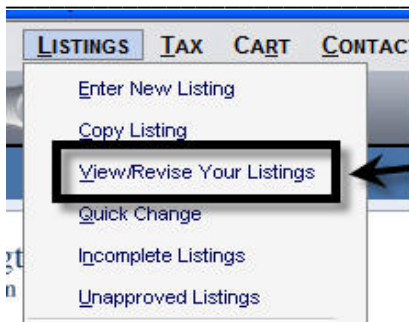 LISTINGS TAX CART CONTAC
Enter New Listing
Copy Listing
View/Revise Your Listings
Quick Change
Incomplete Listings
Unapproved Listings
gt
n